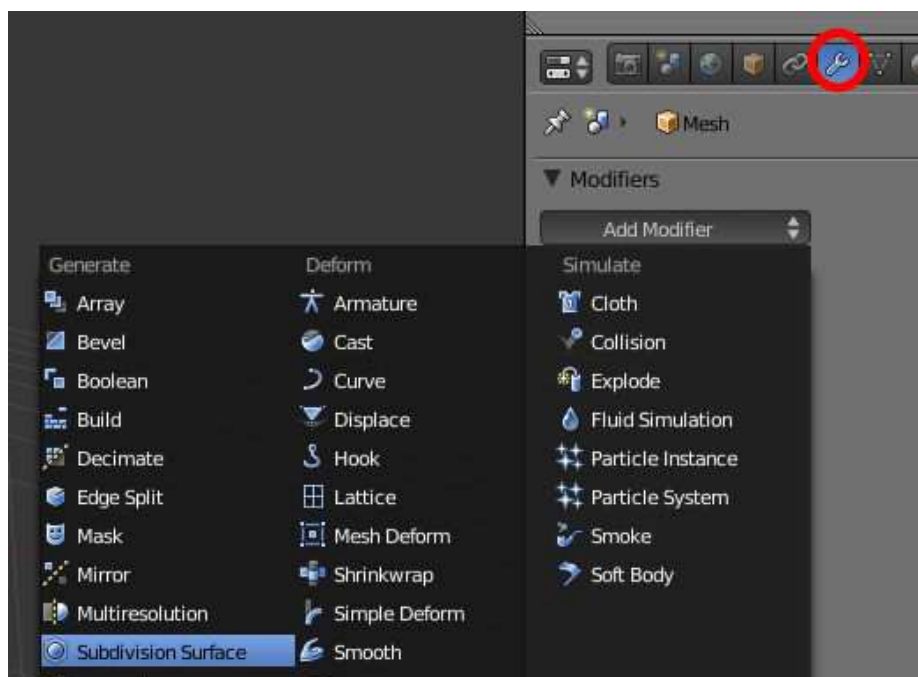 Mesh
Modifiers
Add Modifier
Generate
Array
Bevel
Boolean
Build
Decimate
Edge Split
Mask
Mirror
Multiresolution
Subdivision Surface
Deform
Armature
Cast
Curve
Displace
Hook
Lattice
Mesh Deform
Shrinkwrap
Simple Deform
Smooth
Simulate
Cloth
Collision
Explode
Fluid Simulation
Particle Instance
Particle System
Smoke
Soft Body